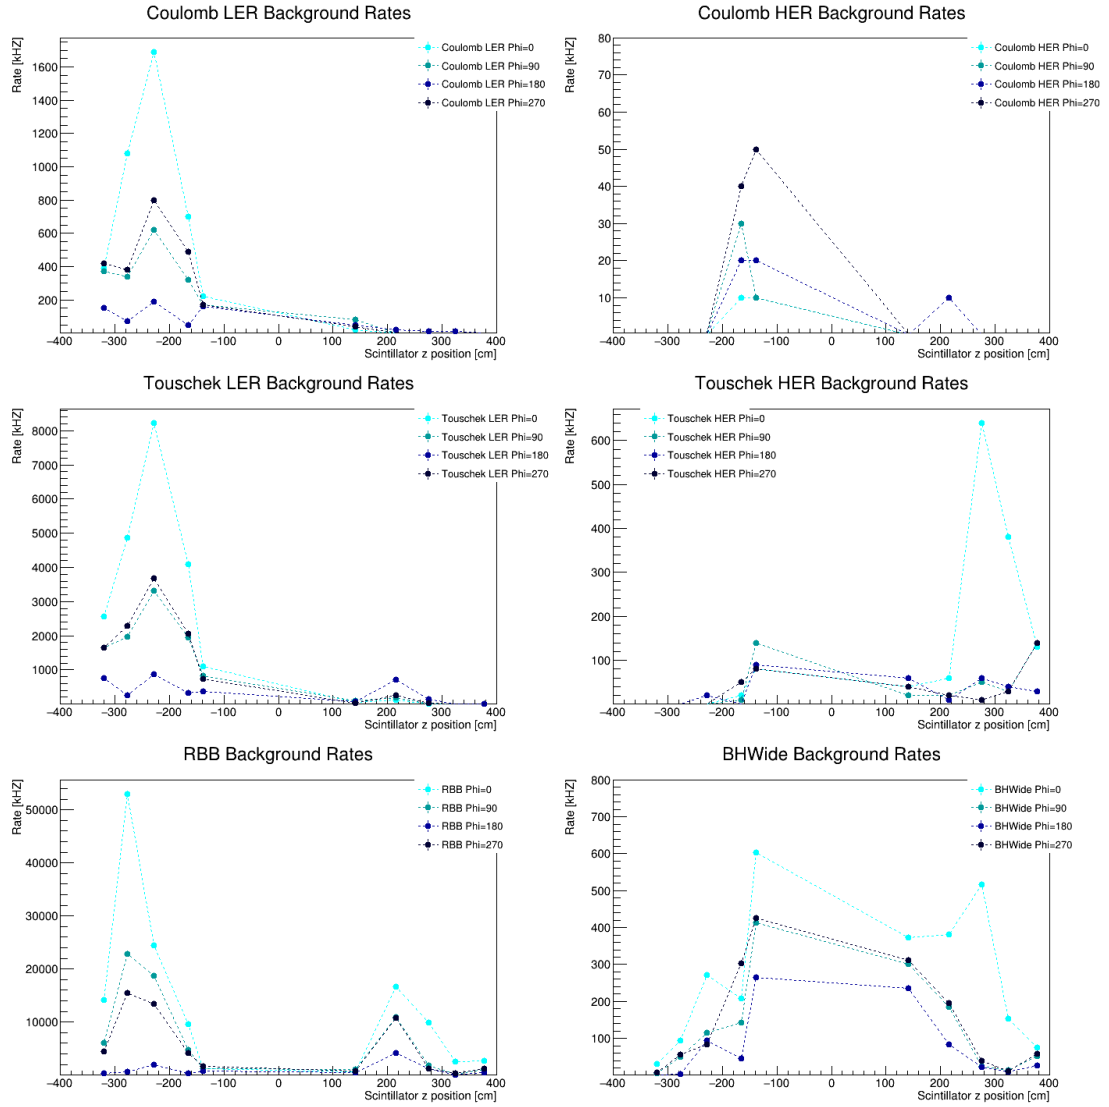 Coulomb LER Background Rates
Rate [kHZ]
Coulomb LER Phi=0
Coulomb LER Phi=90
Coulomb LER Phi=180
Coulomb LER Phi=270
1600
1400
1200
1000
800
600
400
200
−400 −300 −200 −100 0 100 200 300 400
Scintillator z position [cm]
Coulomb HER Background Rates
Rate [kHZ]
Coulomb HER Phi=0
Coulomb HER Phi=90
Coulomb HER Phi=180
Coulomb HER Phi=270
80
70
60
50
40
30
20
10
−400 −300 −200 −100 0 100 200 300 400
Scintillator z position [cm]
Touschek LER Background Rates
Rate [kHZ]
Touschek LER Phi=0
Touschek LER Phi=90
Touschek LER Phi=180
Touschek LER Phi=270
8000
7000
6000
5000
4000
3000
2000
1000
−400 −300 −200 −100 0 100 200 300 400
Scintillator z position [cm]
Touschek HER Background Rates
Rate [kHZ]
Touschek HER Phi=0
Touschek HER Phi=90
Touschek HER Phi=180
Touschek HER Phi=270
600
500
400
300
200
100
−400 −300 −200 −100 0 100 200 300 400
Scintillator z position [cm]
RBB Background Rates
Rate [kHZ]
RBB Phi=0
RBB Phi=90
RBB Phi=180
RBB Phi=270
50000
40000
30000
20000
10000
−400 −300 −200 −100 0 100 200 300 400
Scintillator z position [cm]
BHWide Background Rates
Rate [kHZ]
BHWide Phi=0
BHWide Phi=90
BHWide Phi=180
BHWide Phi=270
800
700
600
500
400
300
200
100
−400 −300 −200 −100 0 100 200 300 400
Scintillator z position [cm]